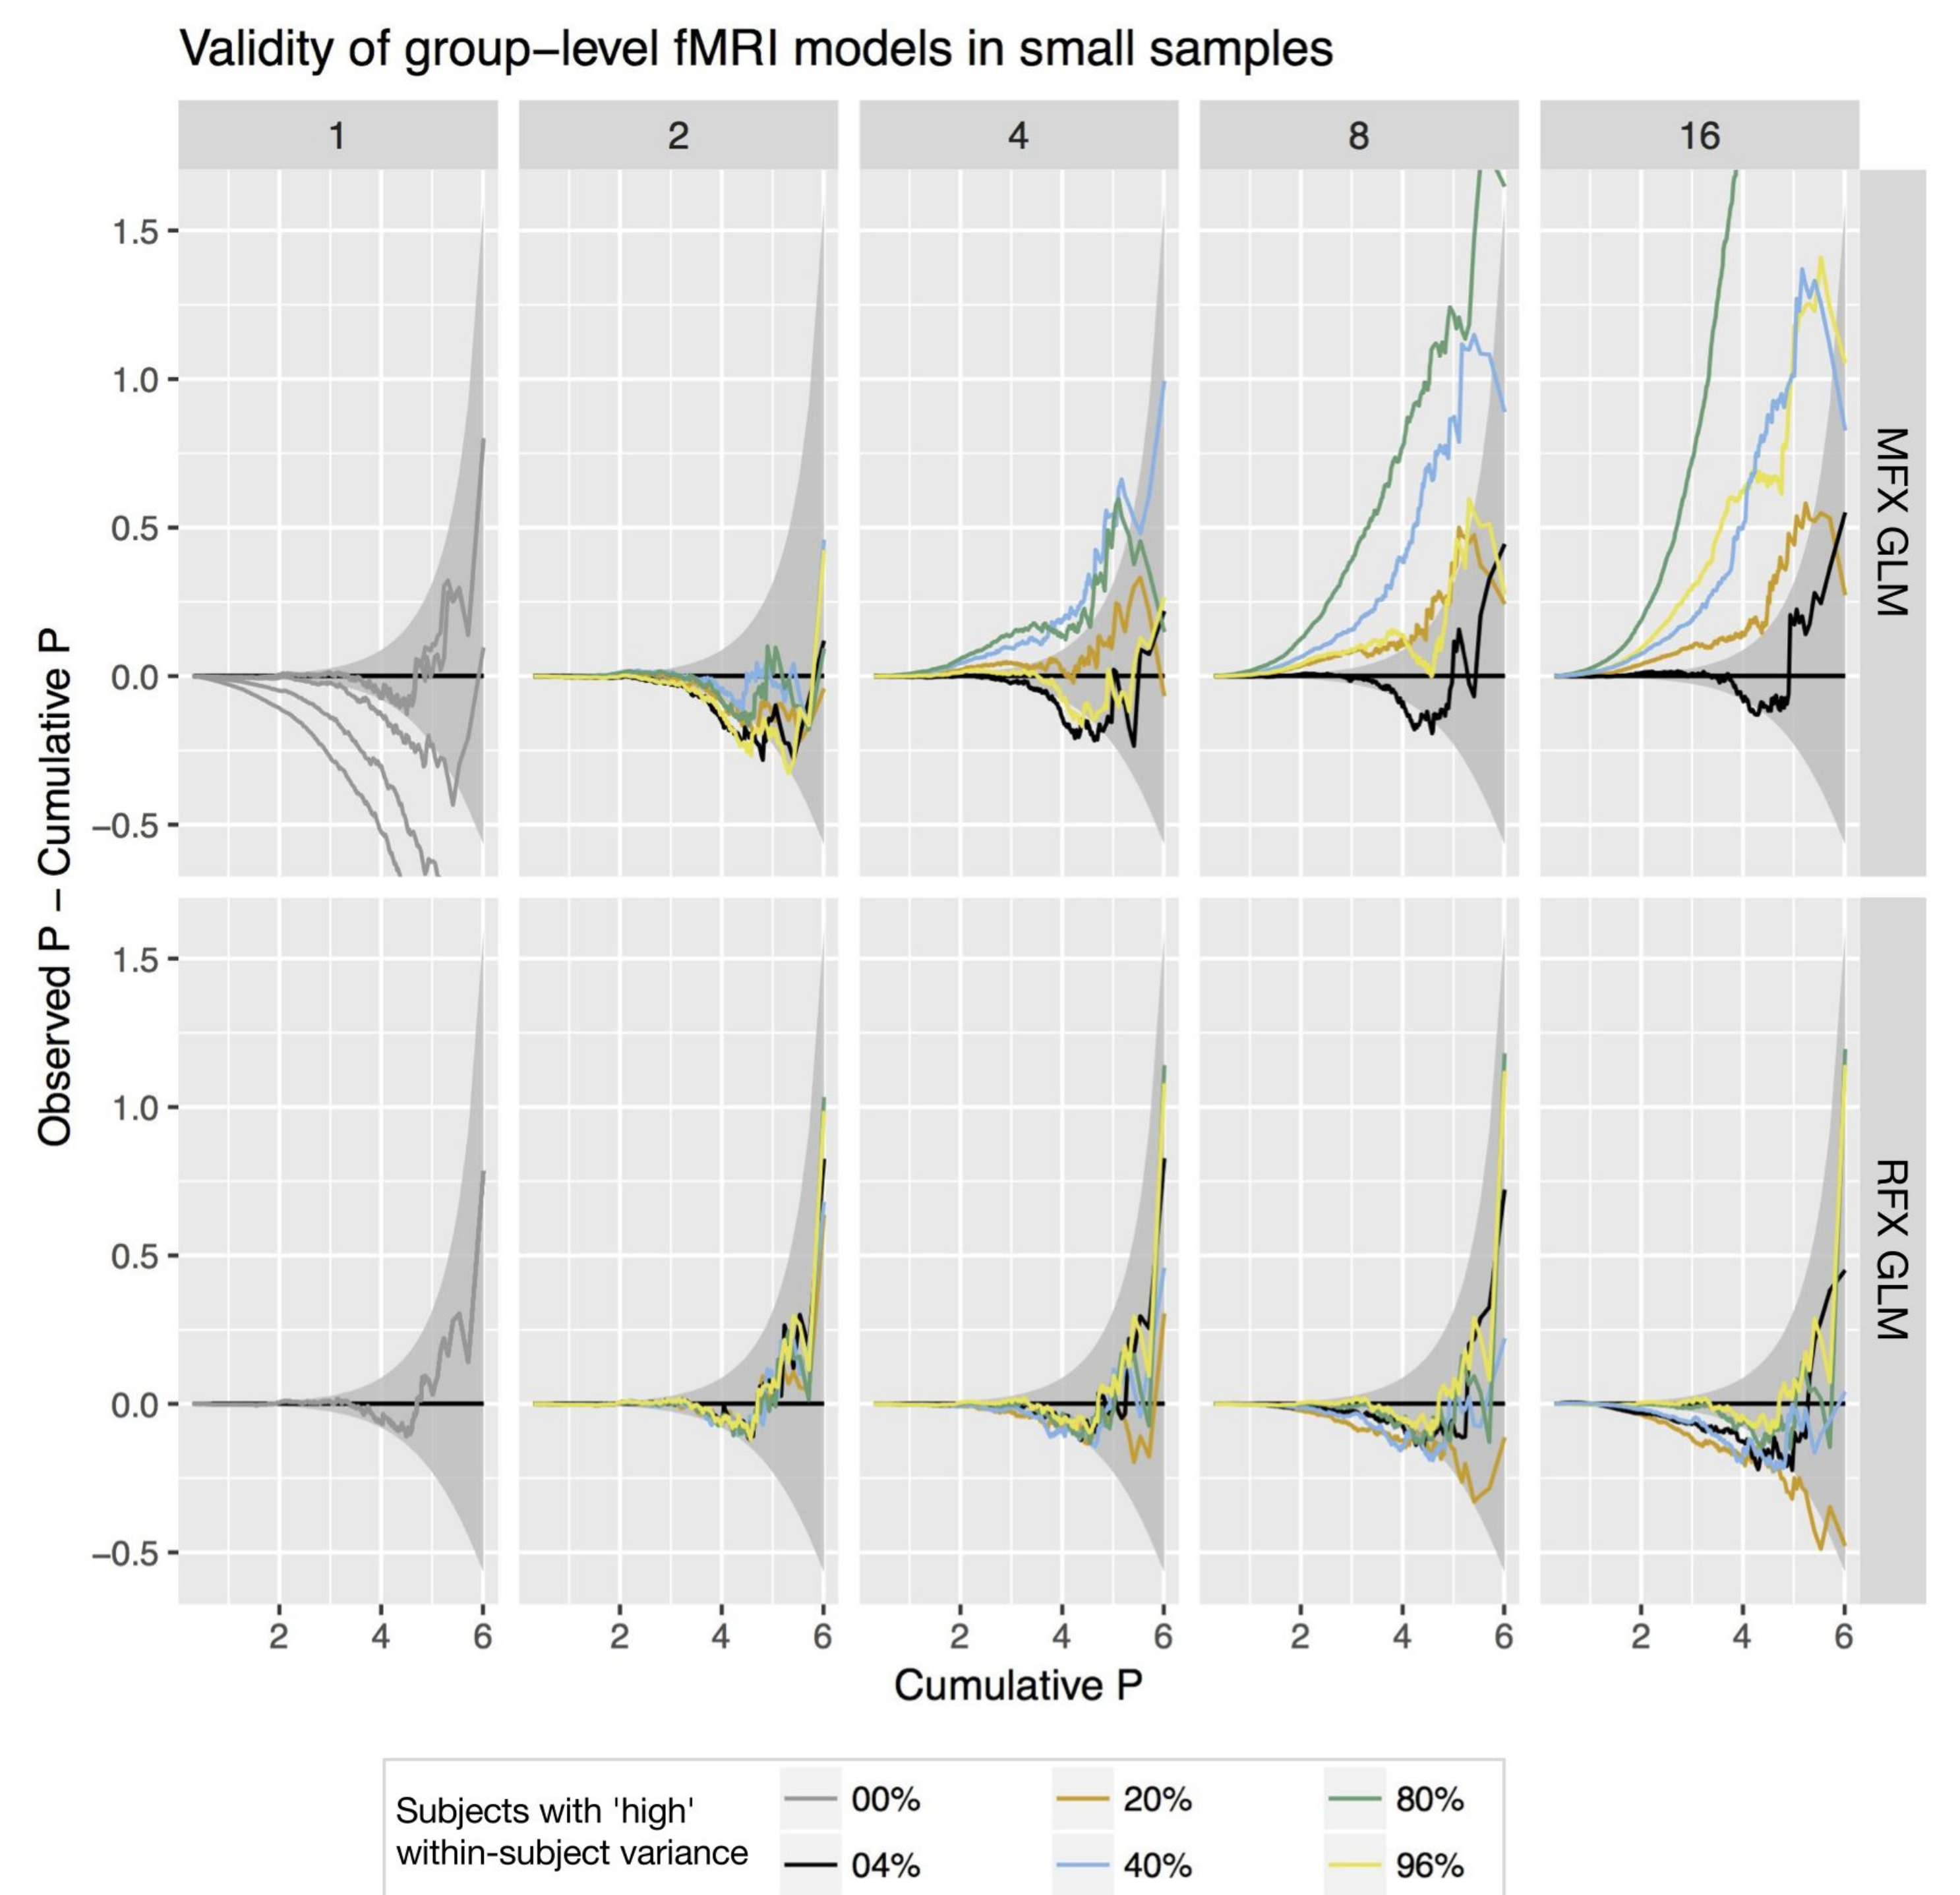 Validity of group–level fMRI models in small samples
1 2 4 8 16
1.5
1.0
0.5
0.0
−0.5
MFX GLM
Observed P – Cumulative P
1.5
1.0
0.5
0.0
−0.5
RFX GLM
2 4 6 2 4 6 2 4 6 2 4 6 2 4 6
Cumulative P
Subjects with 'high'
within-subject variance
00% 20% 80%
04% 40% 96%